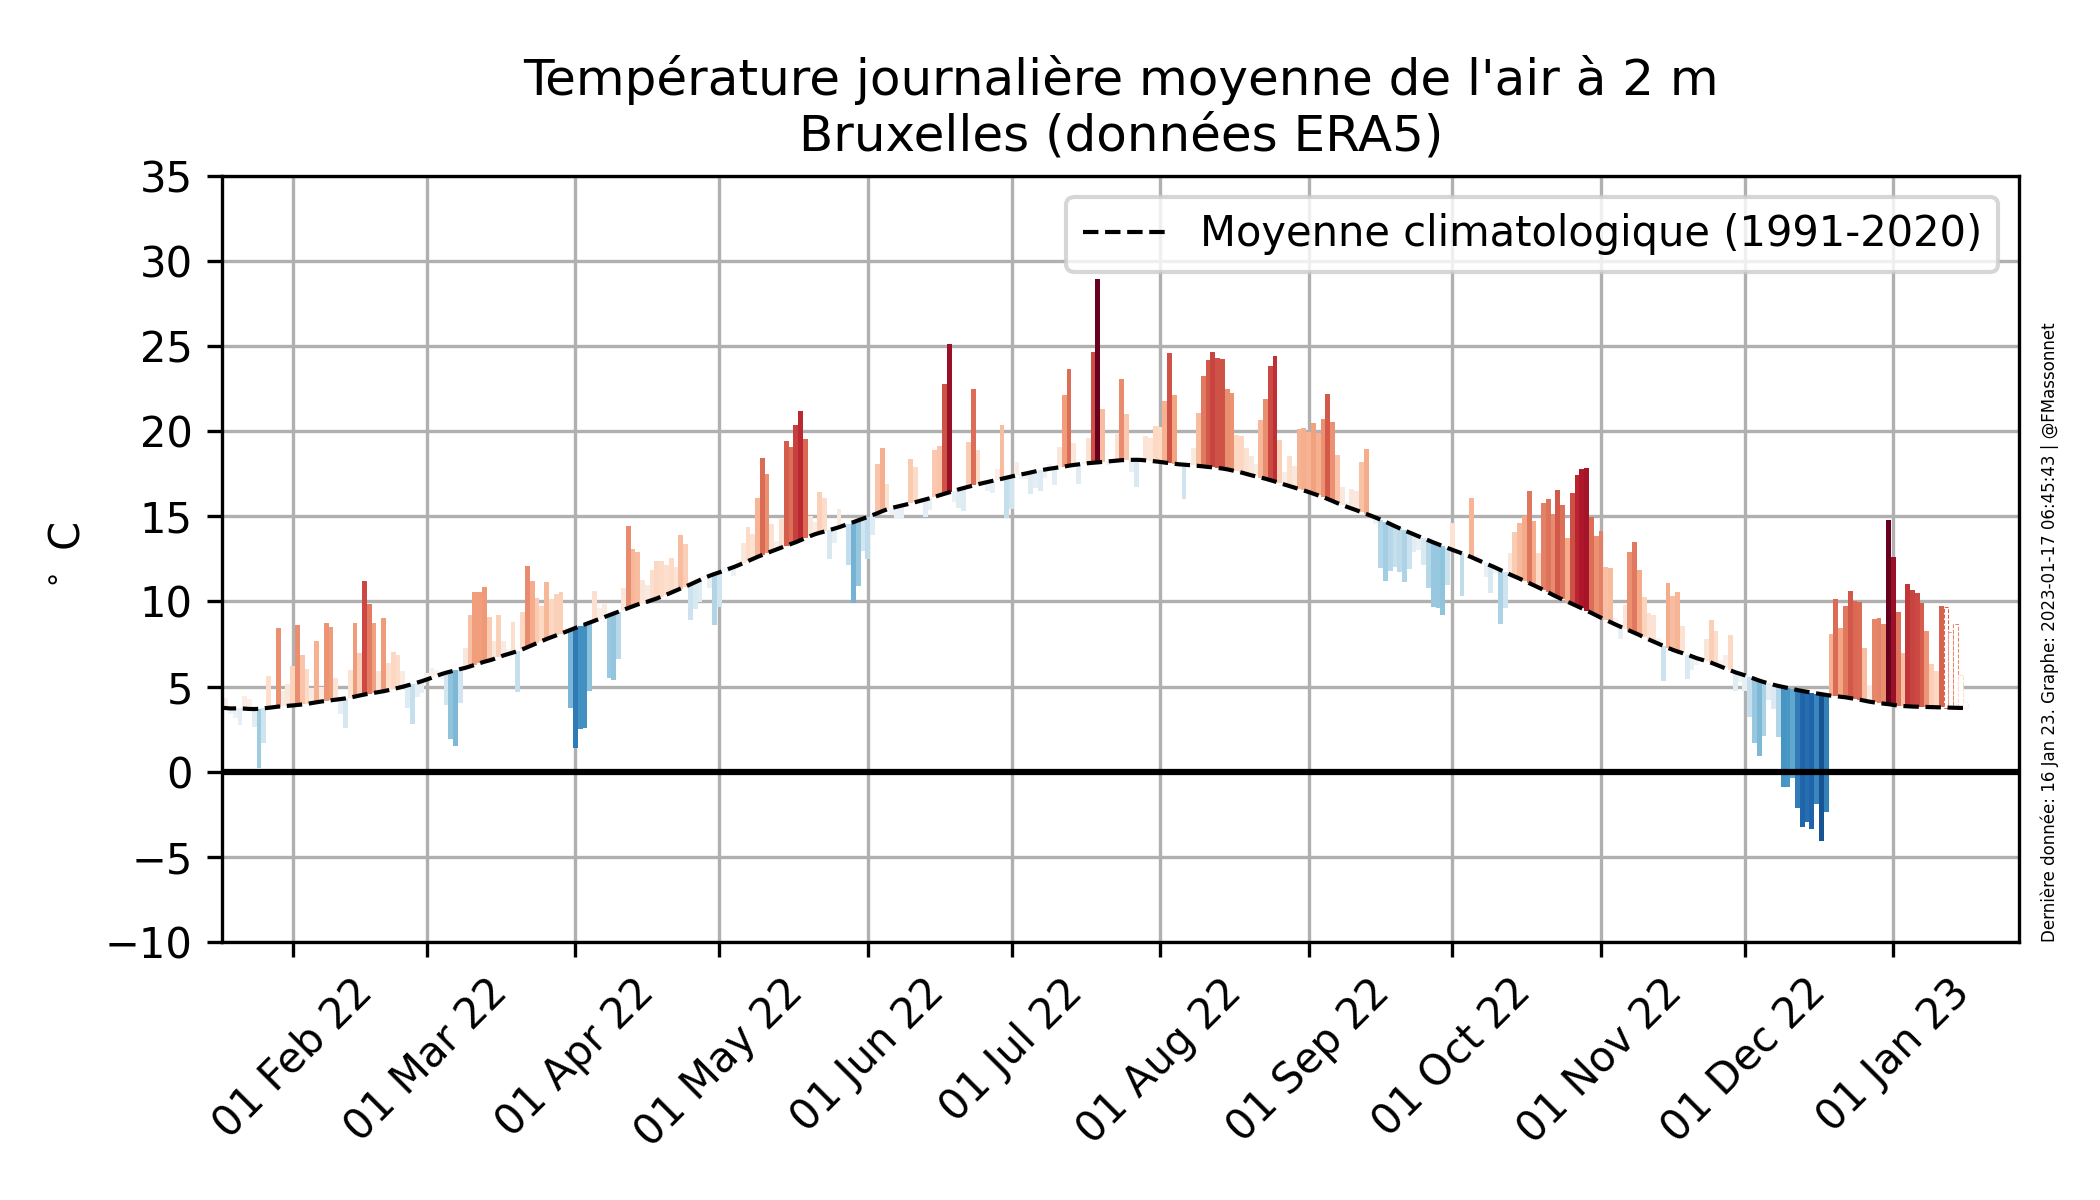 Température journalière moyenne de l'air à 2 m
Bruxelles (données ERA5)
35
30
25
20
15
10
5
0
−5
−10
° C
Moyenne climatologique (1991-2020)
01 Feb 22
01 Mar 22
01 Apr 22
01 May 22
01 Jun 22
01 Jul 22
01 Aug 22
01 Sep 22
01 Oct 22
01 Nov 22
01 Dec 22
01 Jan 23
Dernière donnée: 16 Jan 23. Graphe: 2023-01-17 06:45:43 | @FMassonnet